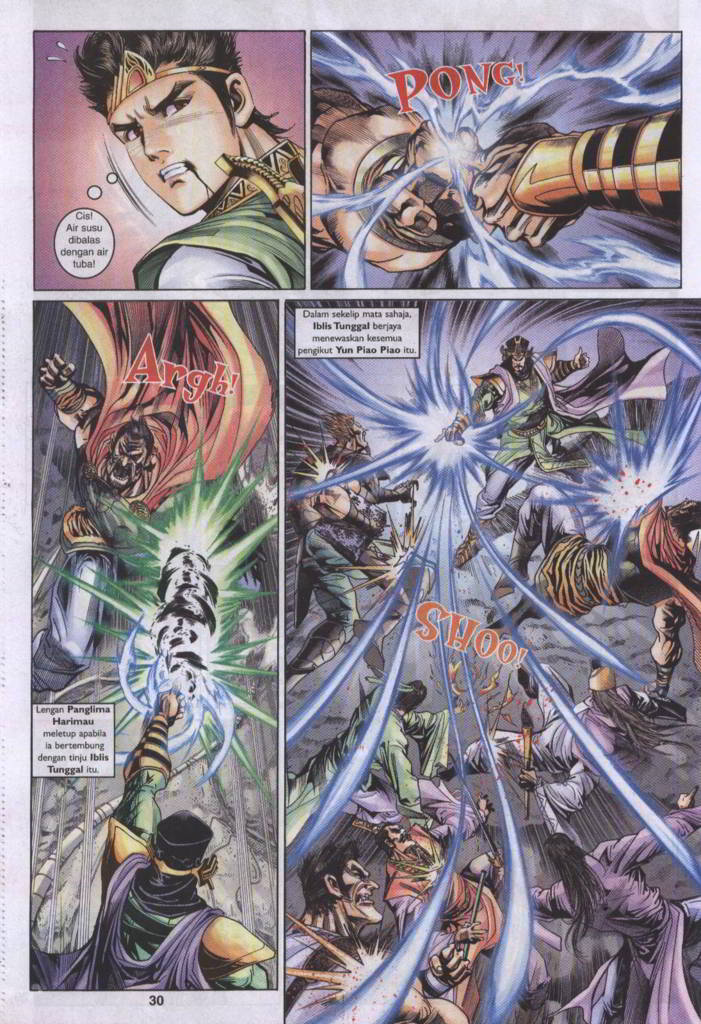 Cis!
Air susu
dibalas
dengan air
tuba!
PONG!
Argh!
Lengan Panglima
Harimau
meletup apabila
ia bertembung
dengan tinju Iblis
Tunggal itu.
Dalam sekelip mata sahaja,
Iblis Tunggal berjaya
menewaskan kesemua
pengikut Yun Piao Piao itu.
SHOO!
30